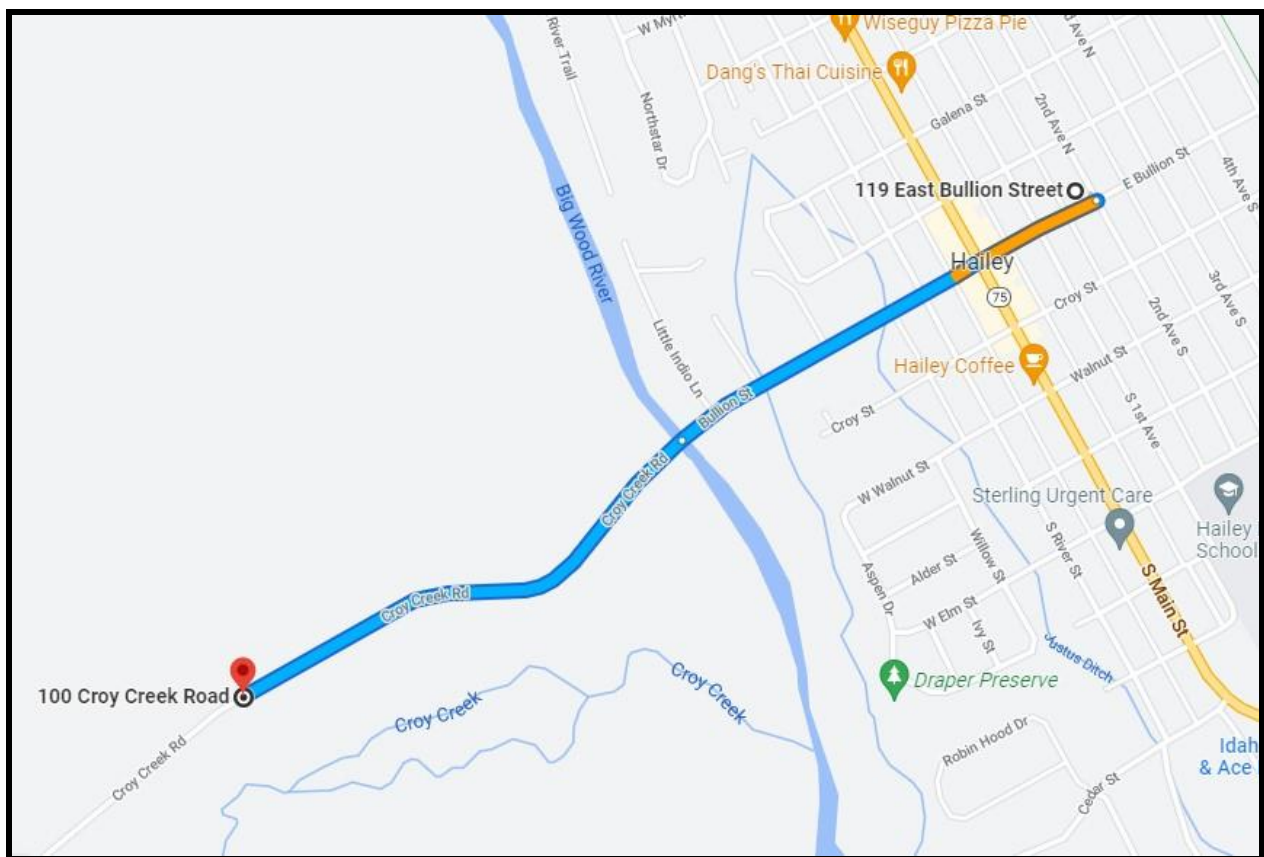 River Trail
W My
Wiseguy Pizza Pie
Dang's Thai Cuisine
Northstar Dr
Galena St
2nd Ave N
d Ave N
E Bullion St
4th Ave S
119 East Bullion Street
Big Wood River
Hailey
75
Croy St
3rd Ave S
2nd Ave S
Little Indio Ln
Hailey Coffee
Walnut St
Bullion St
Croy St
S 1st Ave
Croy Creek Rd
W Walnut St
Sterling Urgent Care
Hailey
School
S River St
Willow St
Alder St
Aspen Dr
S Main St
Croy Creek Rd
W Elm St
Ivy St
Justus Ditch
100 Croy Creek Road
Croy Creek
Croy Creek
Draper Preserve
Robin Hood Dr
Croy Creek Rd
Cedar St
Idah
& Ace